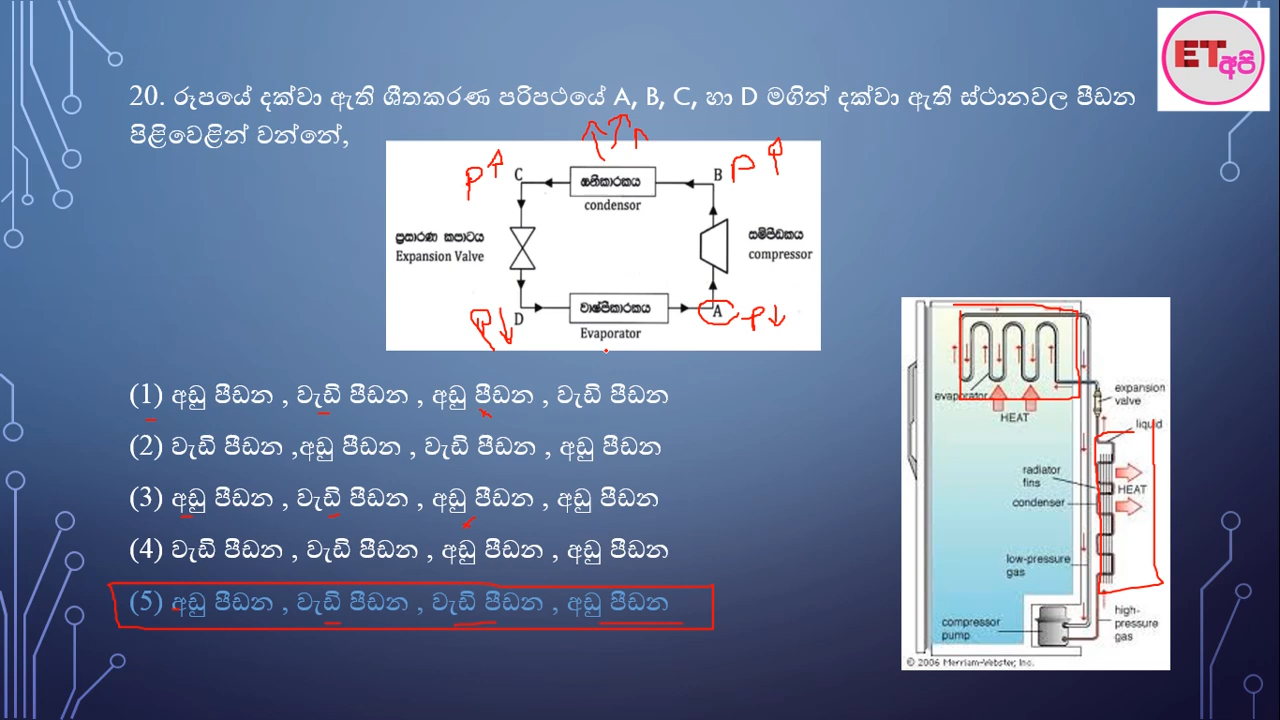 ET අපි
20. රූපයේ දක්වා ඇති ශීතකරණ පරිපථයේ A, B, C, හා D මගින් දක්වා ඇති ස්ථානවල පීඩන
පිළිවෙළින් වන්නේ,
P↑ C ඝනීකාරකය B P↑
condensor
ප්‍රසාරණ කපාටය සම්පීඩකය
Expansion Valve compressor
P↓ D වාෂ්පීකාරකය A P↓
Evaporator
(1) අඩු පීඩන , වැඩි පීඩන , අඩු පීඩන , වැඩි පීඩන
(2) වැඩි පීඩන ,අඩු පීඩන , වැඩි පීඩන , අඩු පීඩන
(3) අඩු පීඩන , වැඩි පීඩන , අඩු පීඩන , අඩු පීඩන
(4) වැඩි පීඩන , වැඩි පීඩන , අඩු පීඩන , අඩු පීඩන
(5) අඩු පීඩන , වැඩි පීඩන , වැඩි පීඩන , අඩු පීඩන
evaporator
HEAT
expansion
valve
liquid
radiator
fins
condenser
HEAT
low-pressure
gas
compressor
pump
high-
pressure
gas
© 2006 Merriam-Webster, Inc.